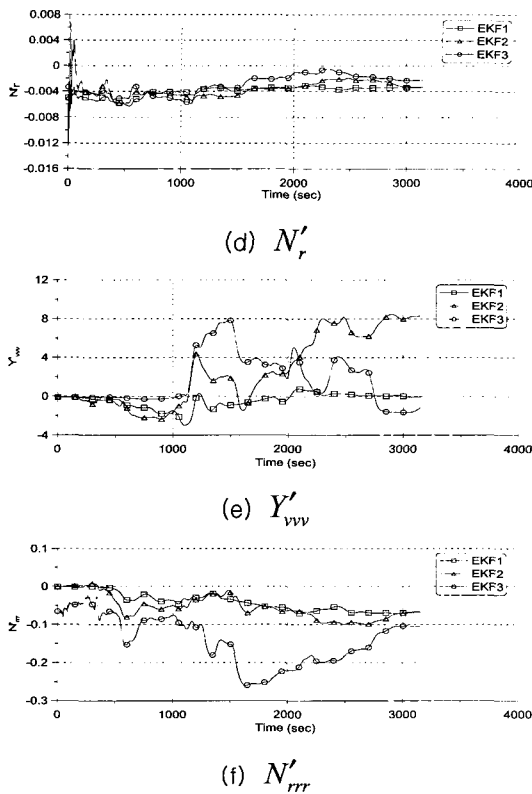 0.008
0.004
0
-0.004
-0.008
-0.012
-0.016
N'r
EKF1
EKF2
EKF3
0 1000 2000 3000 4000
Time (sec)
(d) N'r
12
8
4
0
-4
Y'vvv
EKF1
EKF2
EKF3
0 1000 2000 3000 4000
Time (sec)
(e) Y'vvv
0.1
0
-0.1
-0.2
-0.3
EKF1
EKF2
EKF3
0 1000 2000 3000 4000
Time (sec)
(f) N'rrr